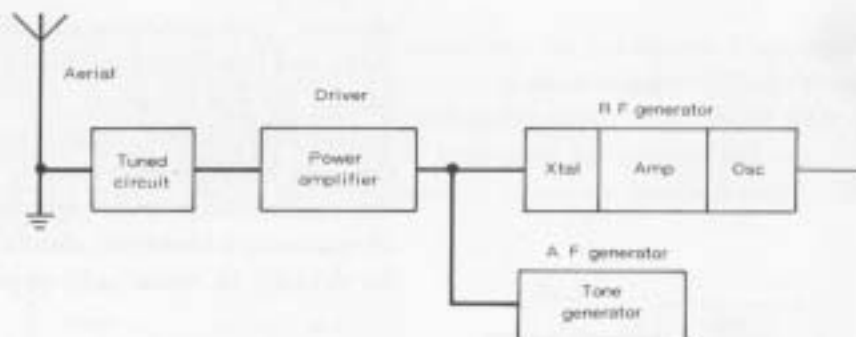 Aerial
Driver
R F generator
Tuned
circuit
Power
amplifier
Xtal Amp Osc
A F generator
Tone
generator